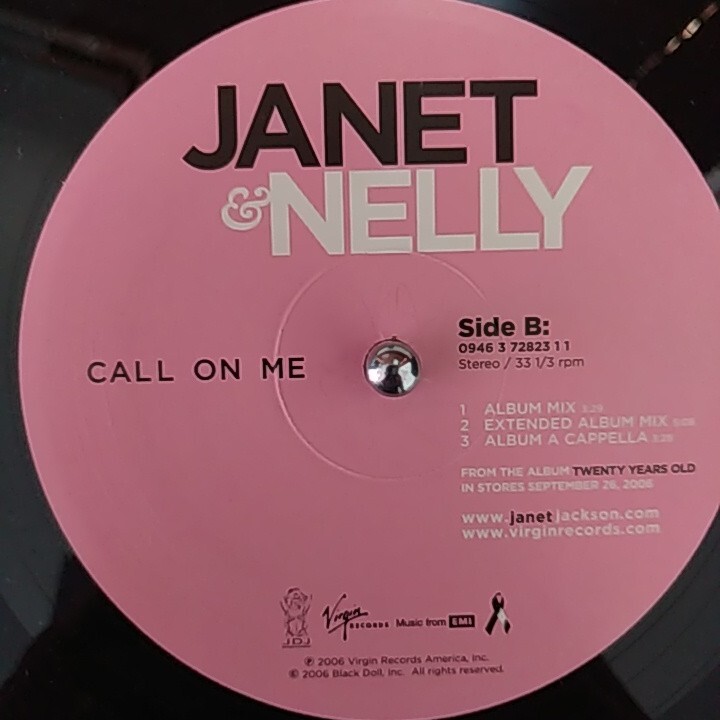 JANET
& NELLY
CALL ON ME
Side B:
0946 3 72823 1 1
Stereo / 33 1/3 rpm
1 ALBUM MIX 3:29
2 EXTENDED ALBUM MIX
3 ALBUM A CAPPELLA
FROM THE ALBUM TWENTY YEARS OLD
IN STORES SEPTEMBER 26, 2006
www.janetjackson.com
www.virginrecords.com
JDJ
Virgin RECORDS Music from EMI
℗ 2006 Virgin Records America, Inc.
© 2006 Black Doll, Inc. All rights reserved.